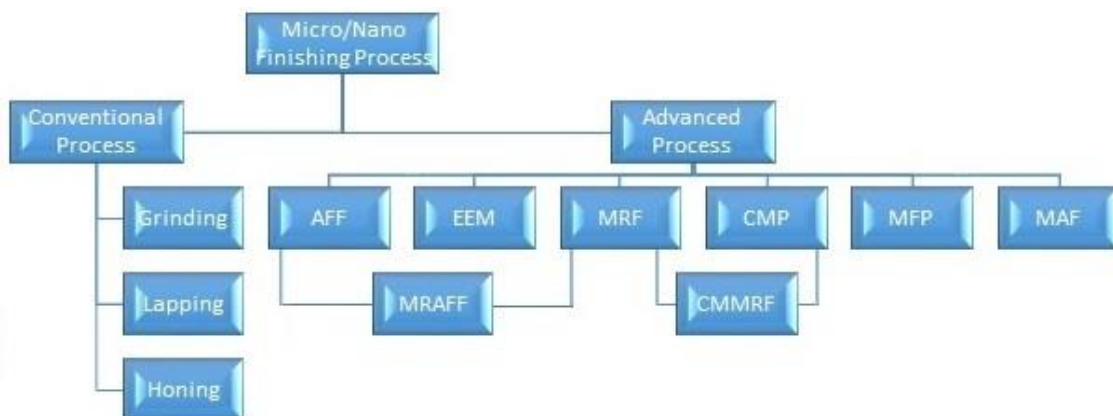 Micro/Nano
Finishing Process
Conventional
Process
Advanced
Process
Grinding
AFF
EEM
MRF
CMP
MFP
MAF
Lapping
MRAFF
CMMRF
Honing